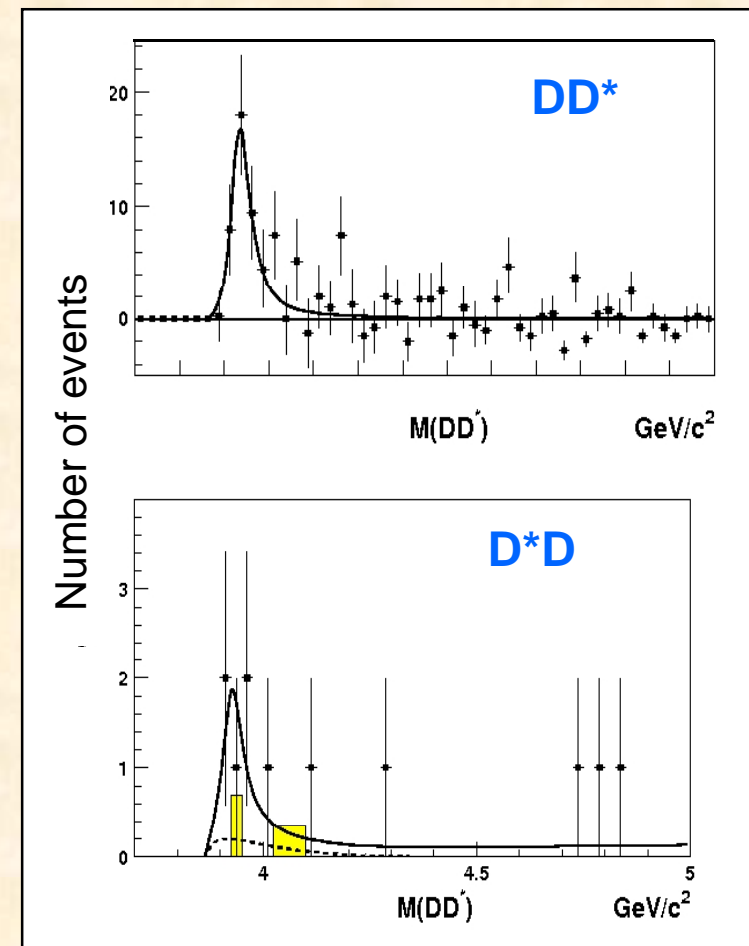 DD*
20
10
0
Number of events
M(DD*)
GeV/c2
D*D
3
2
1
0
4
4.5
5
M(DD*)
GeV/c2